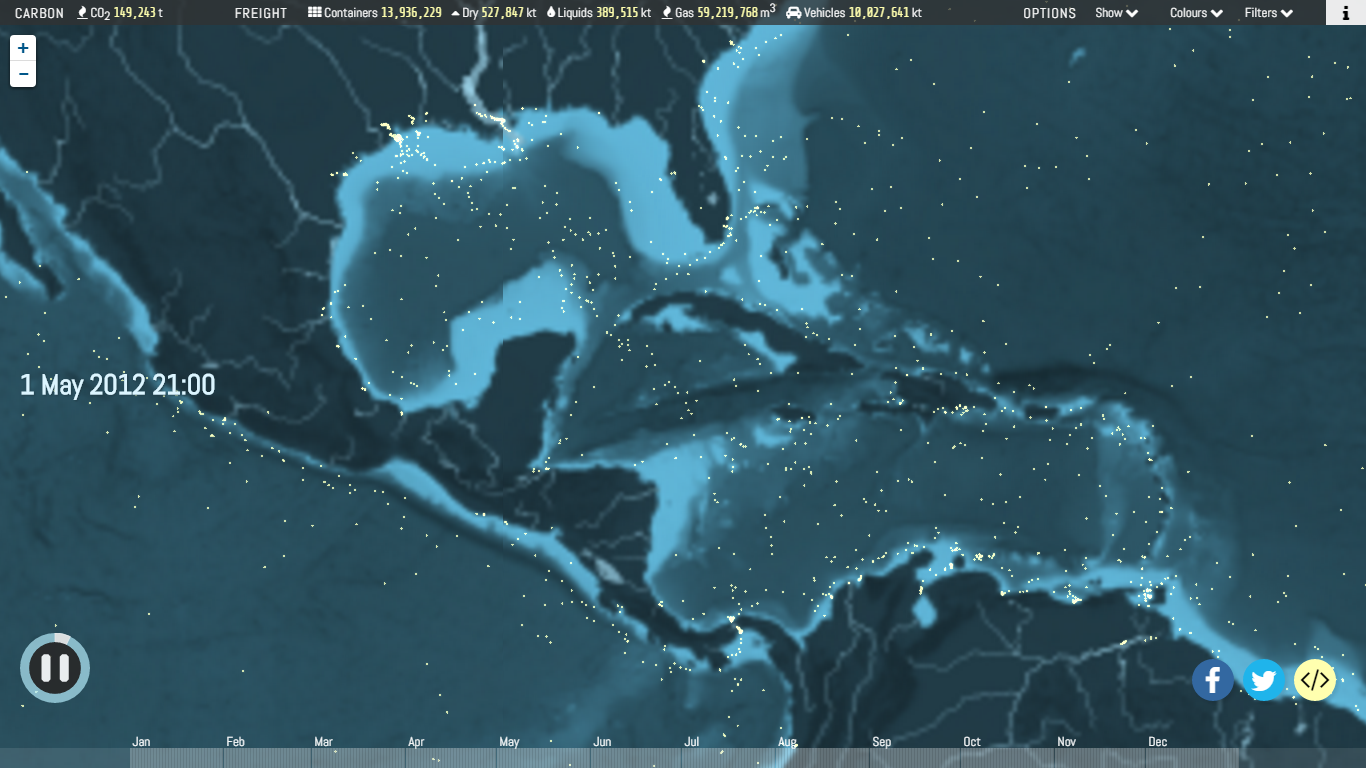 CARBON CO2 149,243 t FREIGHT Containers 13,936,229 Dry 527,847 kt Liquids 389,515 kt Gas 59,219,768 m3 Vehicles 10,027,641 kt OPTIONS Show Colours Filters i
+
−
1 May 2012 21:00
f </>
Jan Feb Mar Apr May Jun Jul Aug Sep Oct Nov Dec